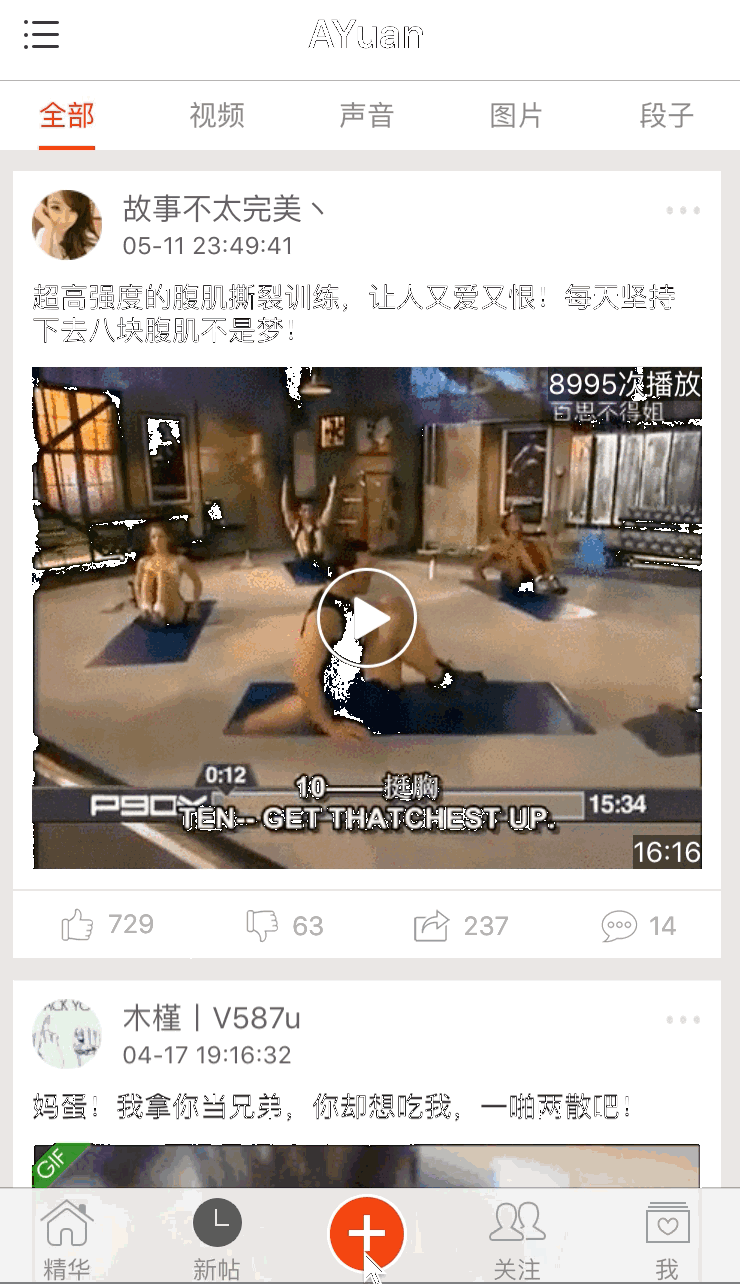 AYuan
全部 视频 声音 图片 段子
故事不太完美丶
05-11 23:49:41
超高强度的腹肌撕裂训练，让人又爱又恨！每天坚持
下去八块腹肌不是梦！
8995次播放
百思不得姐
0:12
10——挺胸
P90X
15:34
TEN-- GET THATCHEST UP.
16:16
729 63 237 14
木槿丨V587u
04-17 19:16:32
妈蛋！我拿你当兄弟，你却想吃我，一啪两散吧！
GIF
精华 新帖 关注 我